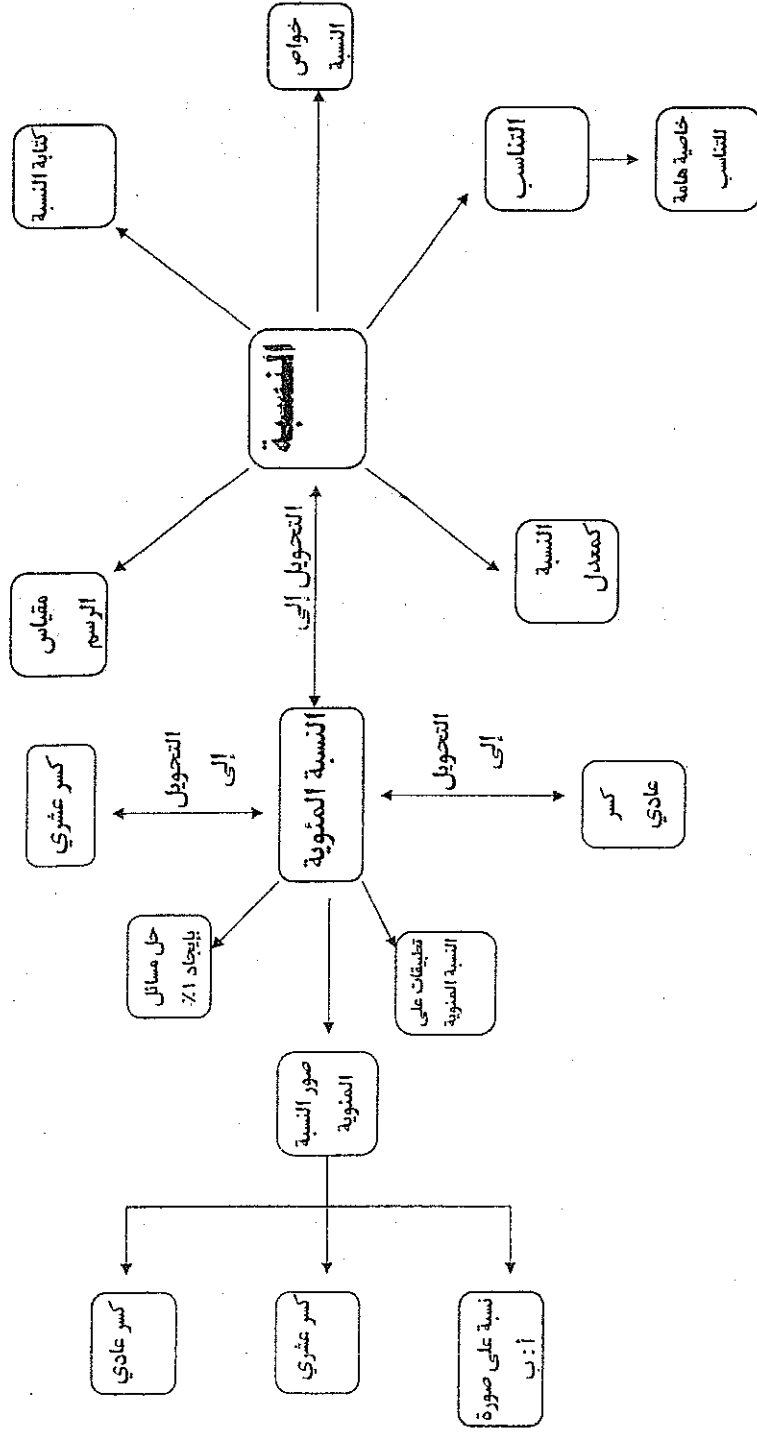 كتابة النسبة
خواص
النسبة
التناسب
خاصية هامة
للتناسب
النسبة
مقياس
الرسم
التحويل إلى
النسبة
كمعدل
كسر عشري
التحويل
إلى
النسبة المئوية
التحويل
إلى
كسر
عادي
حل مسائل
بإيجاد ١٪
تطبيقات على
النسبة المئوية
صور النسبة
المئوية
كسر عادي
كسر عشري
نسبة على صورة
أ : ب